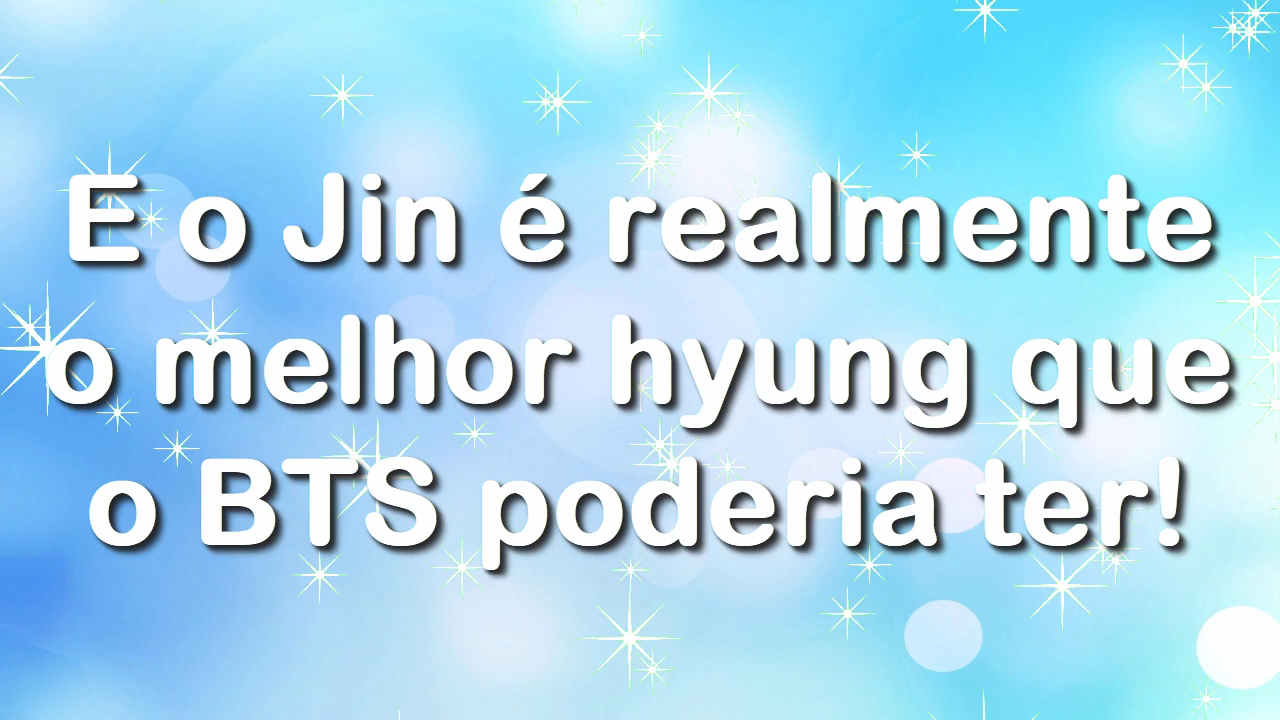 E o Jin é realmente
o melhor hyung que
o BTS poderia ter!